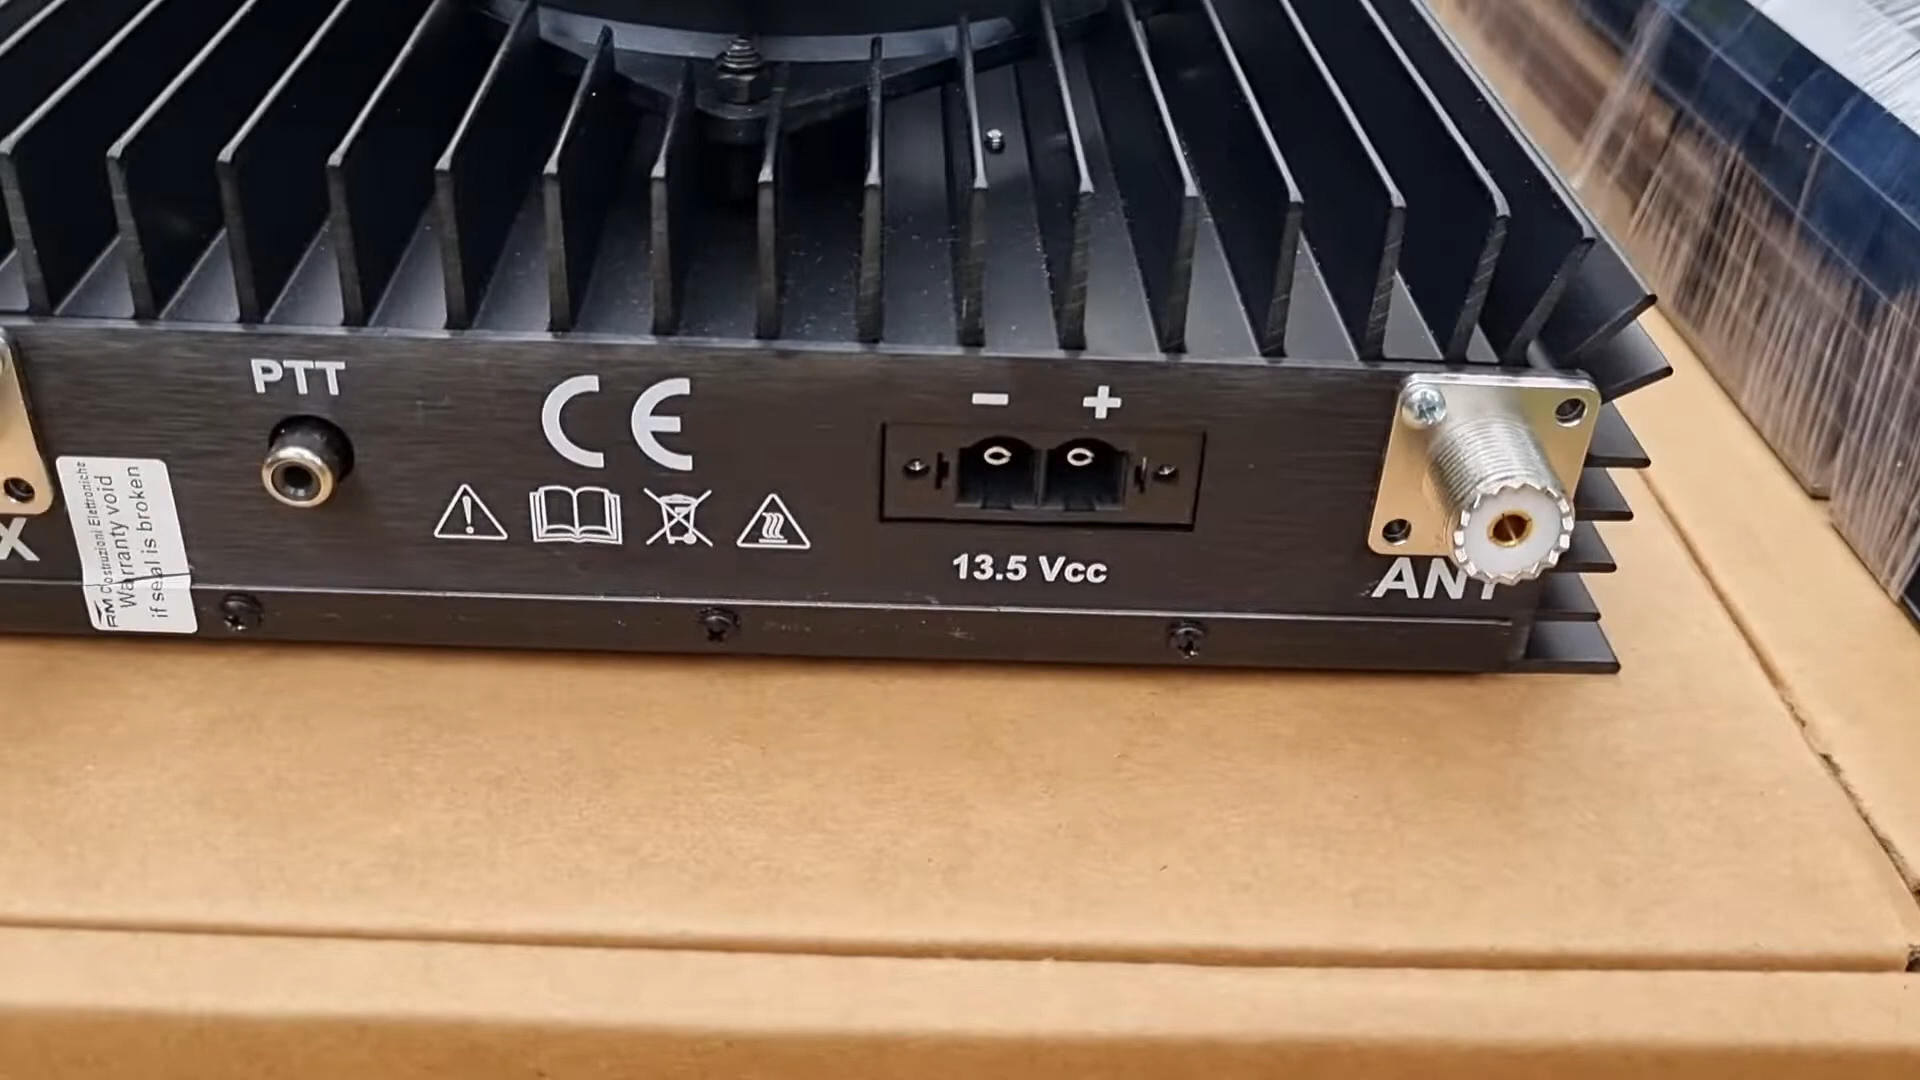 PTT
CE
- +
13.5 Vcc
ANT
X
RM Costruzioni Elettroniche
Warranty void
if seal is broken